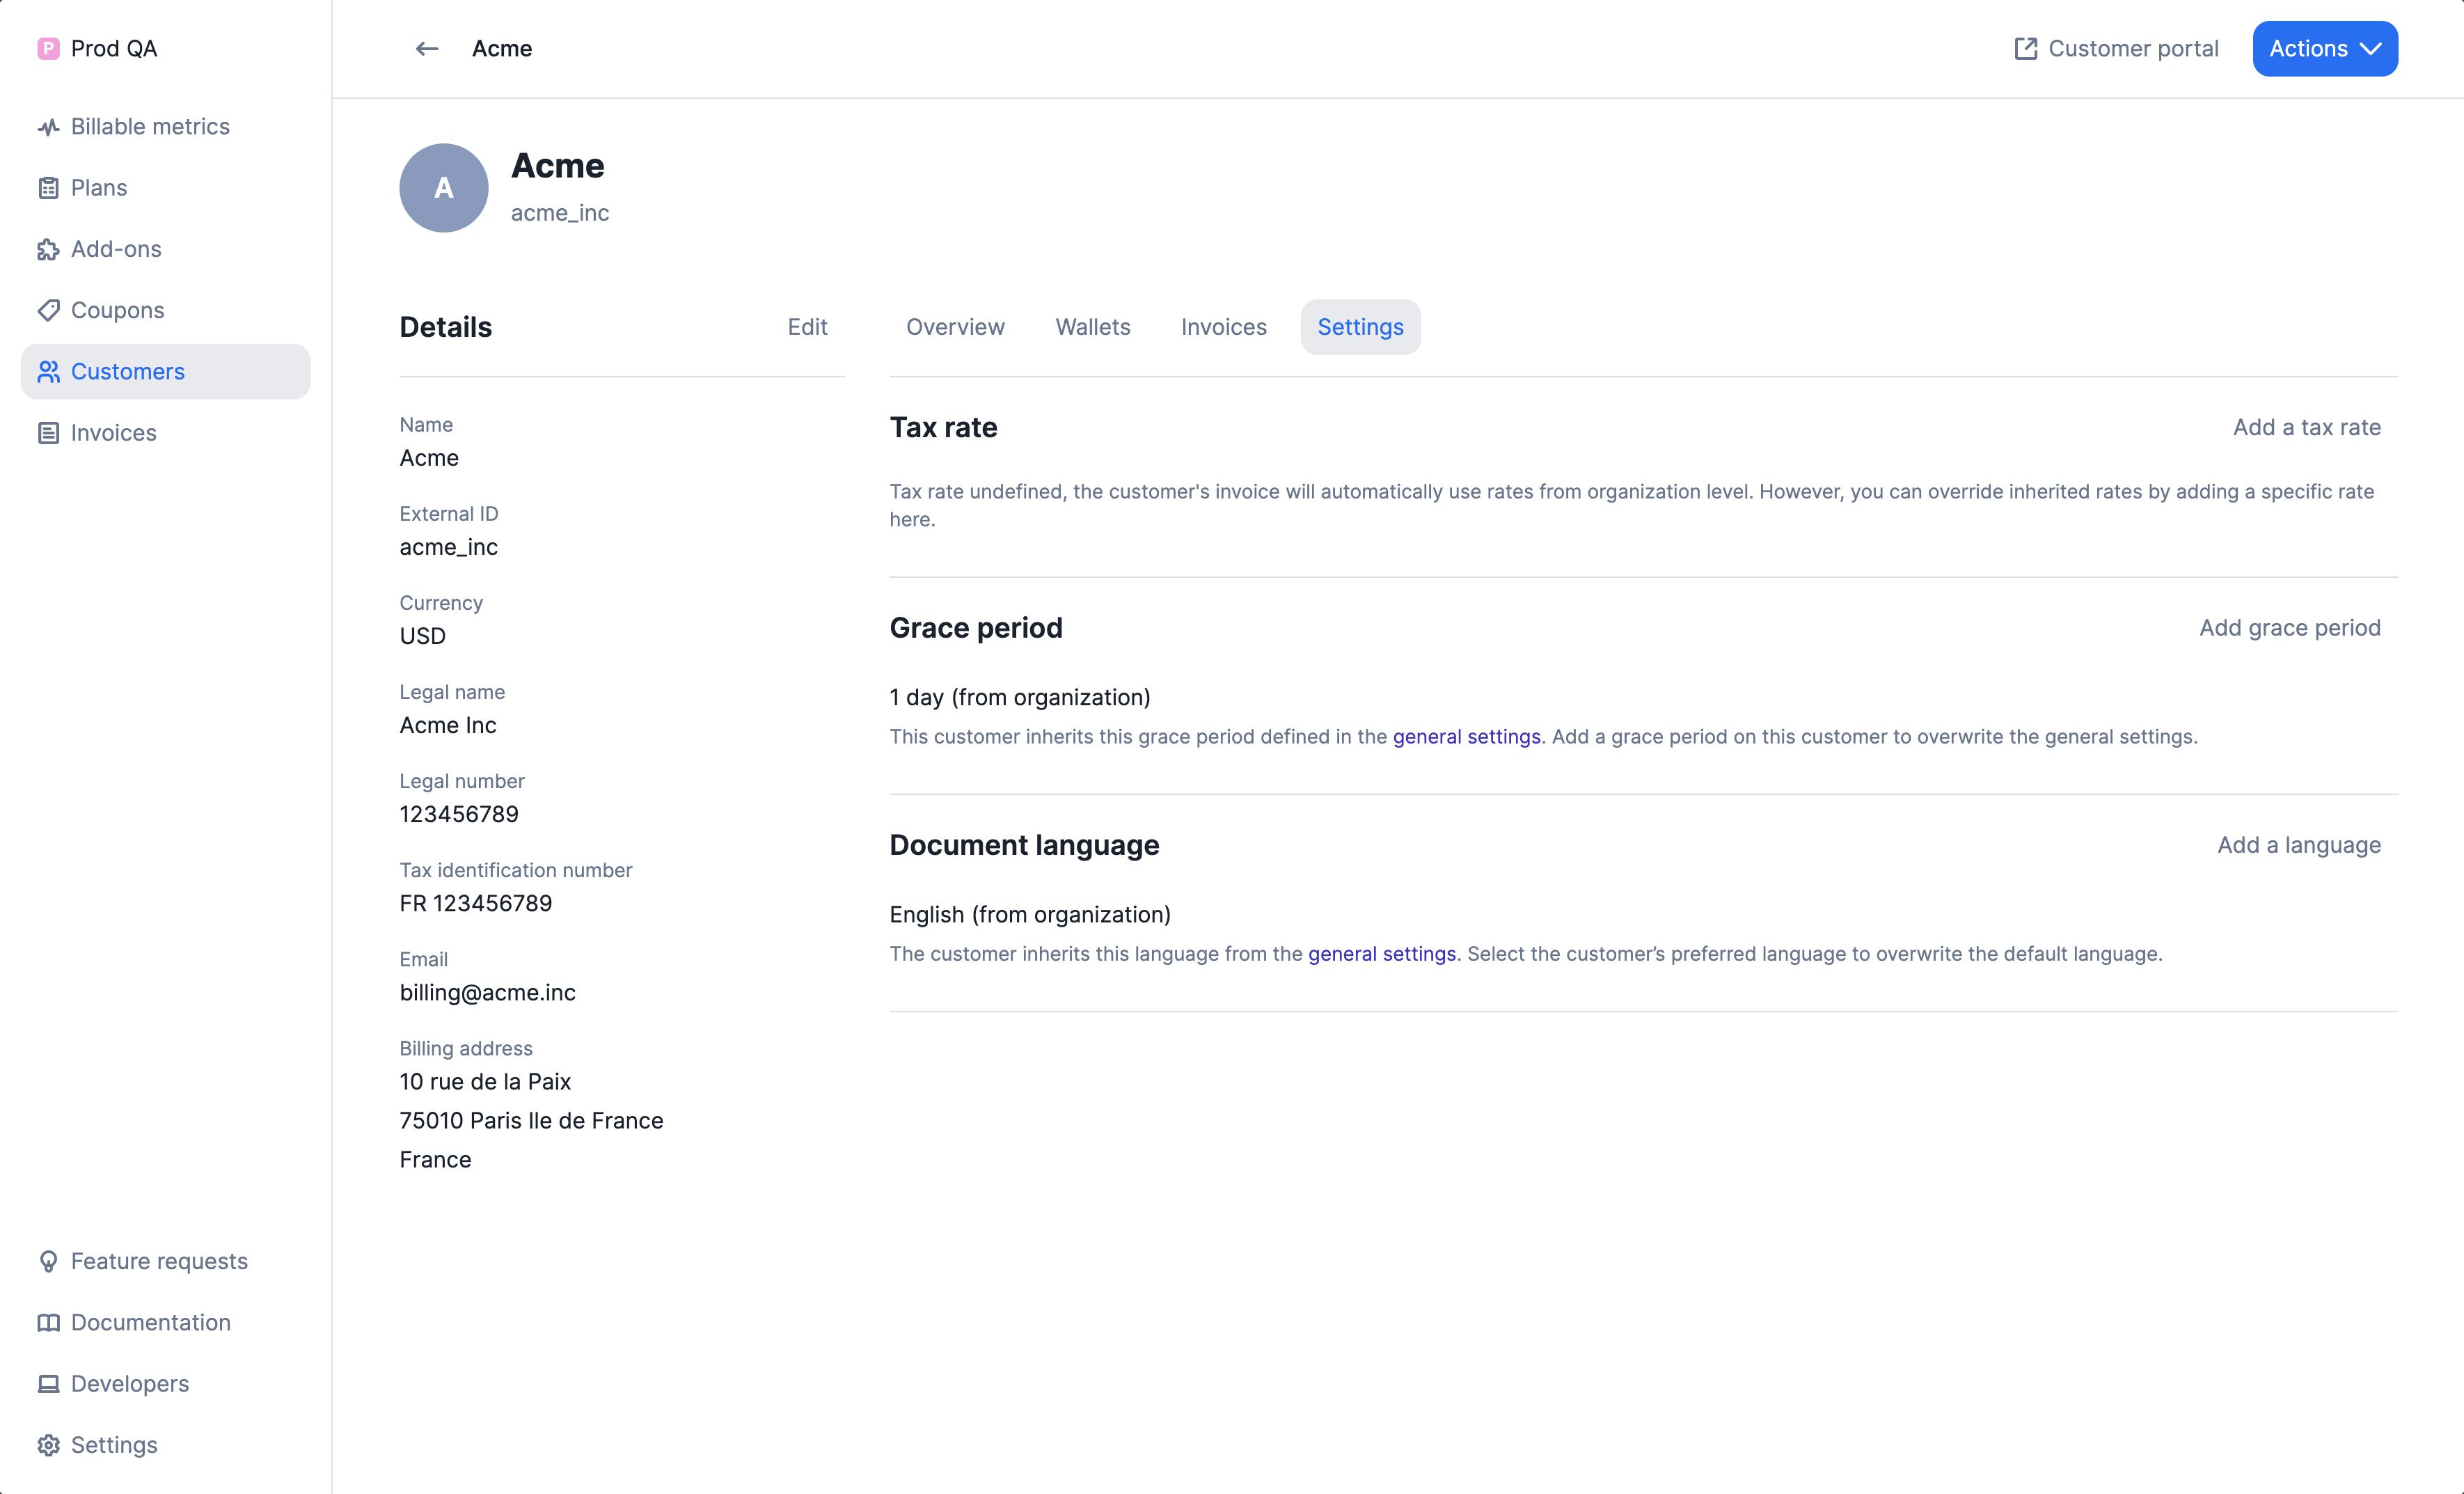 P Prod QA
Billable metrics
Plans
Add-ons
Coupons
Customers
Invoices
Feature requests
Documentation
Developers
Settings
Acme
Customer portal
Actions
A
Acme
acme_inc
Details
Edit
Name
Acme
External ID
acme_inc
Currency
USD
Legal name
Acme Inc
Legal number
123456789
Tax identification number
FR 123456789
Email
billing@acme.inc
Billing address
10 rue de la Paix
75010 Paris Ile de France
France
Overview
Wallets
Invoices
Settings
Tax rate
Add a tax rate
Tax rate undefined, the customer's invoice will automatically use rates from organization level. However, you can override inherited rates by adding a specific rate
here.
Grace period
Add grace period
1 day (from organization)
This customer inherits this grace period defined in the general settings. Add a grace period on this customer to overwrite the general settings.
Document language
Add a language
English (from organization)
The customer inherits this language from the general settings. Select the customer’s preferred language to overwrite the default language.